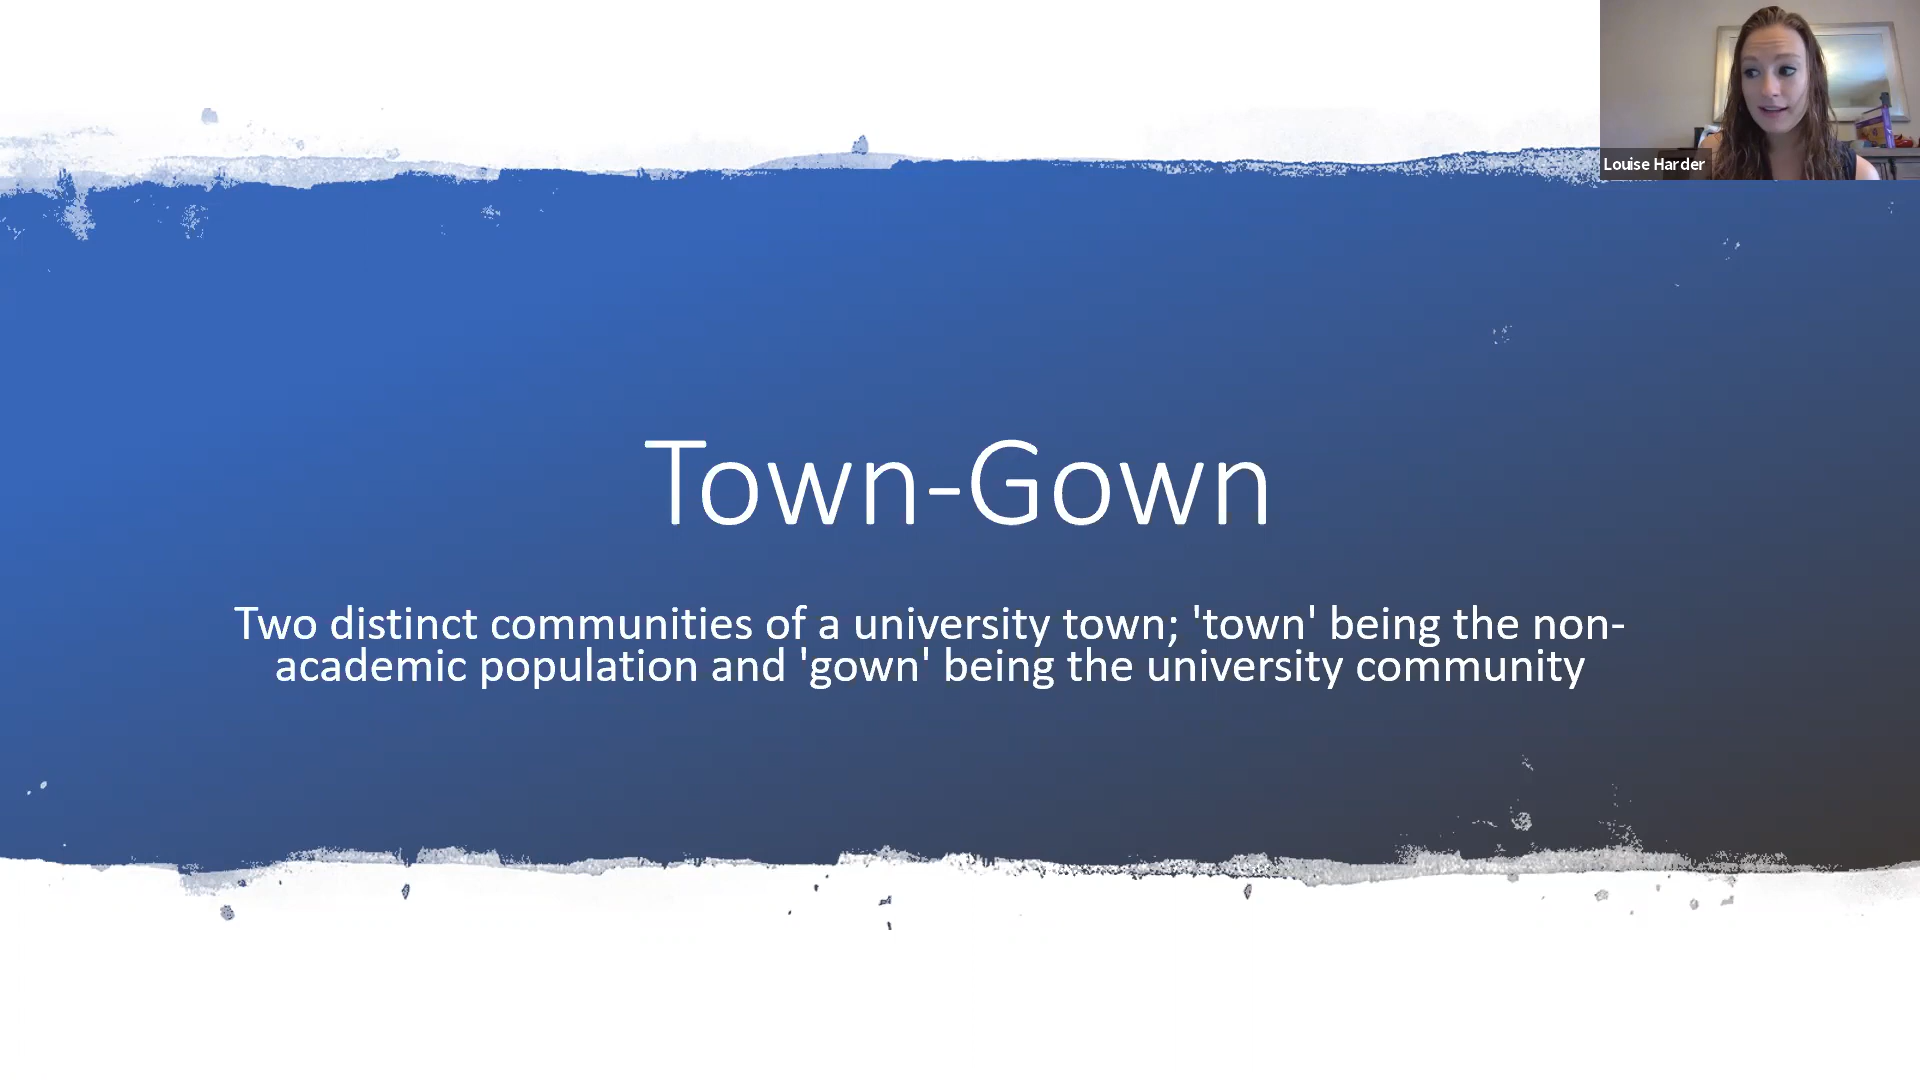 Louise Harder
Town-Gown
Two distinct communities of a university town; 'town' being the non-
academic population and 'gown' being the university community